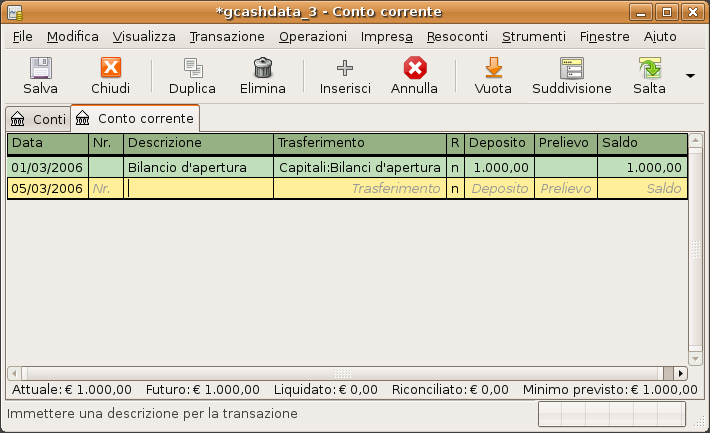 *gcashdata_3 - Conto corrente
File Modifica Visualizza Transazione Operazioni Impresa Resoconti Strumenti Finestre Aiuto
Salva Chiudi Duplica Elimina Inserisci Annulla Vuota Suddivisione Salta
Conti Conto corrente
Data Nr. Descrizione Trasferimento R Deposito Prelievo Saldo
01/03/2006 Bilancio d'apertura Capitali:Bilanci d'apertura n 1.000,00 1.000,00
05/03/2006 Nr. Trasferimento n Deposito Prelievo Saldo
Attuale: € 1.000,00 Futuro: € 1.000,00 Liquidato: € 0,00 Riconciliato: € 0,00 Minimo previsto: € 1.000,00
Immettere una descrizione per la transazione